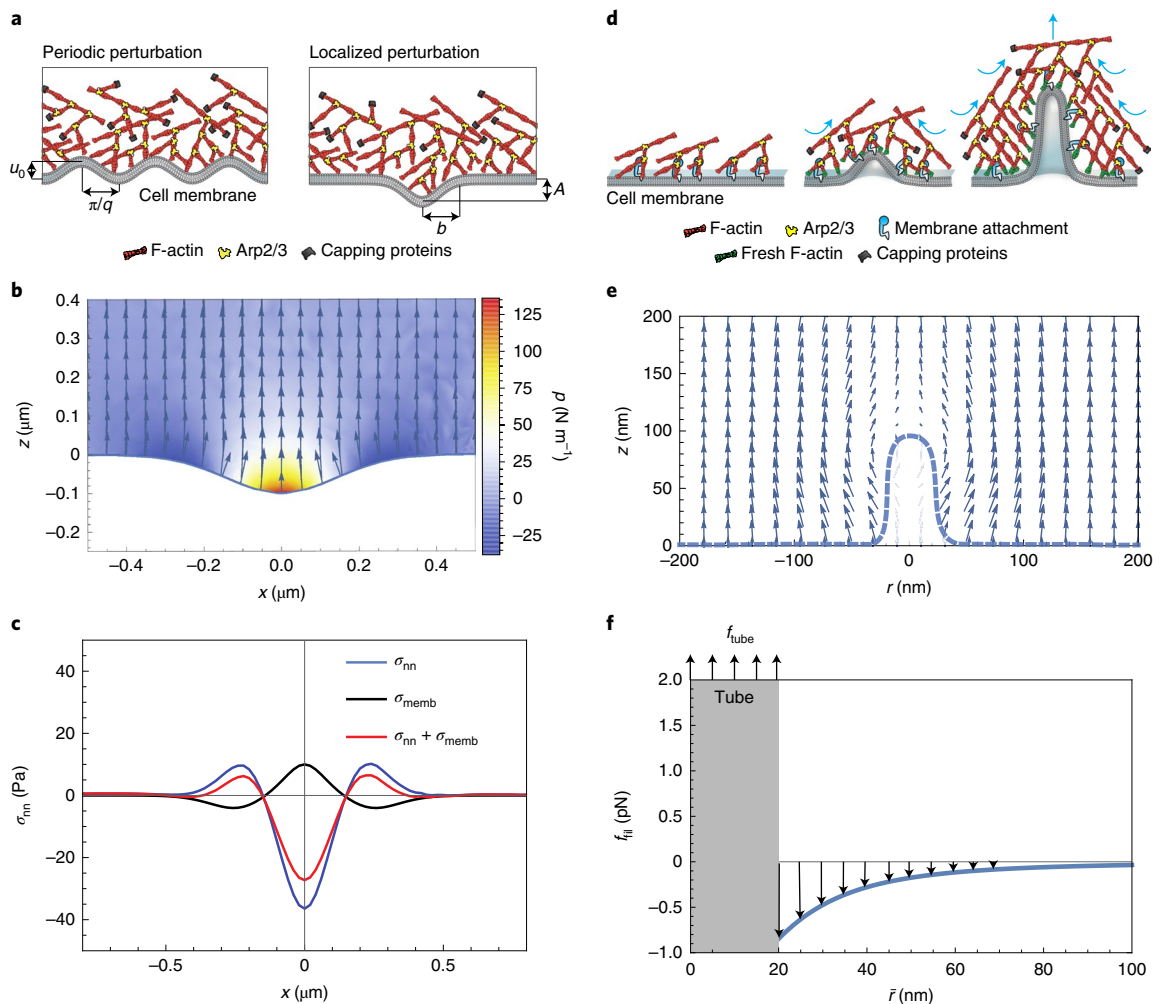 a
Periodic perturbation
Localized perturbation
u0
π/q
Cell membrane
A
b
F-actin
Arp2/3
Capping proteins
b
0.4
0.3
0.2
0.1
0
−0.1
−0.2
z (μm)
−0.4
−0.2
0.0
0.2
0.4
x (μm)
125
100
75
50
25
0
−25
p (N m−1)
c
40
20
0
−20
−40
σnn (Pa)
σnn
σmemb
σnn + σmemb
−0.5
0
0.5
x (μm)
d
Cell membrane
F-actin
Arp2/3
Membrane attachment
Fresh F-actin
Capping proteins
e
200
150
100
50
0
z (nm)
−200
−100
0
100
200
r (nm)
f
ftube
Tube
2.0
1.5
1.0
0.5
0
−0.5
−1.0
ffil (pN)
0
20
40
60
80
100
r̄ (nm)